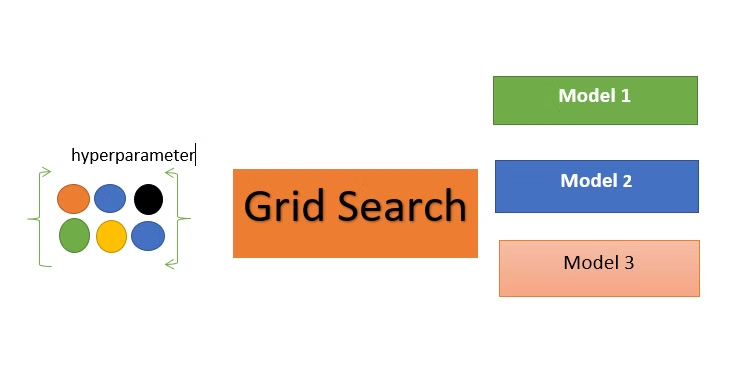 hyperparameter
Grid Search
Model 1
Model 2
Model 3